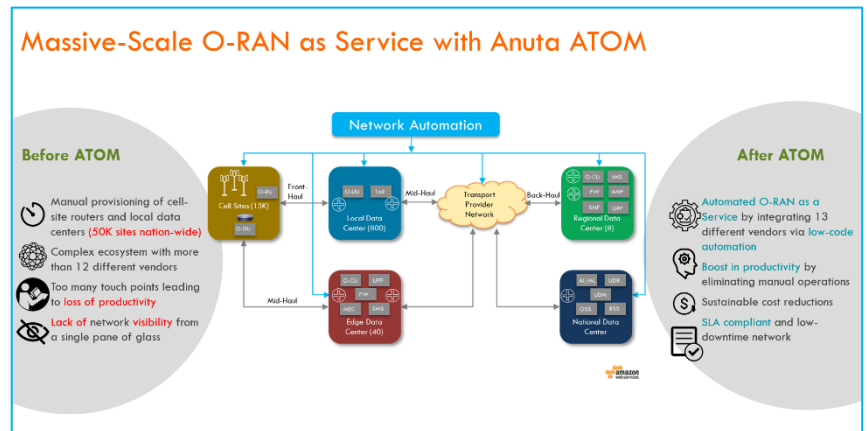 Massive-Scale O-RAN as Service with Anuta ATOM
Network Automation
Before ATOM
Manual provisioning of cell-
site routers and local data
centers (50K sites nation-wide)
Complex ecosystem with more
than 12 different vendors
Too many touch points leading
to loss of productivity
Lack of network visibility from
a single pane of glass
O-RU
Cell Sites (15K)
O-DU
Front-
Haul
O-DU
Local Data
Center (800)
Mid-Haul
Transport
Provider
Network
Back-Haul
O-CU
IMS
FW
AMF
SMF
UPF
Regional Data
Center (8)
Mid-Haul
O-CU
UPF
FW
MEC
EMS
Edge Data
Center (40)
AI/ML
UDR
UDM
OSS
BSS
National Data
Center
amazon
webservices
After ATOM
Automated O-RAN as a
Service by integrating 13
different vendors via low-code
automation
Boost in productivity by
eliminating manual operations
Sustainable cost reductions
SLA compliant and low-
downtime network